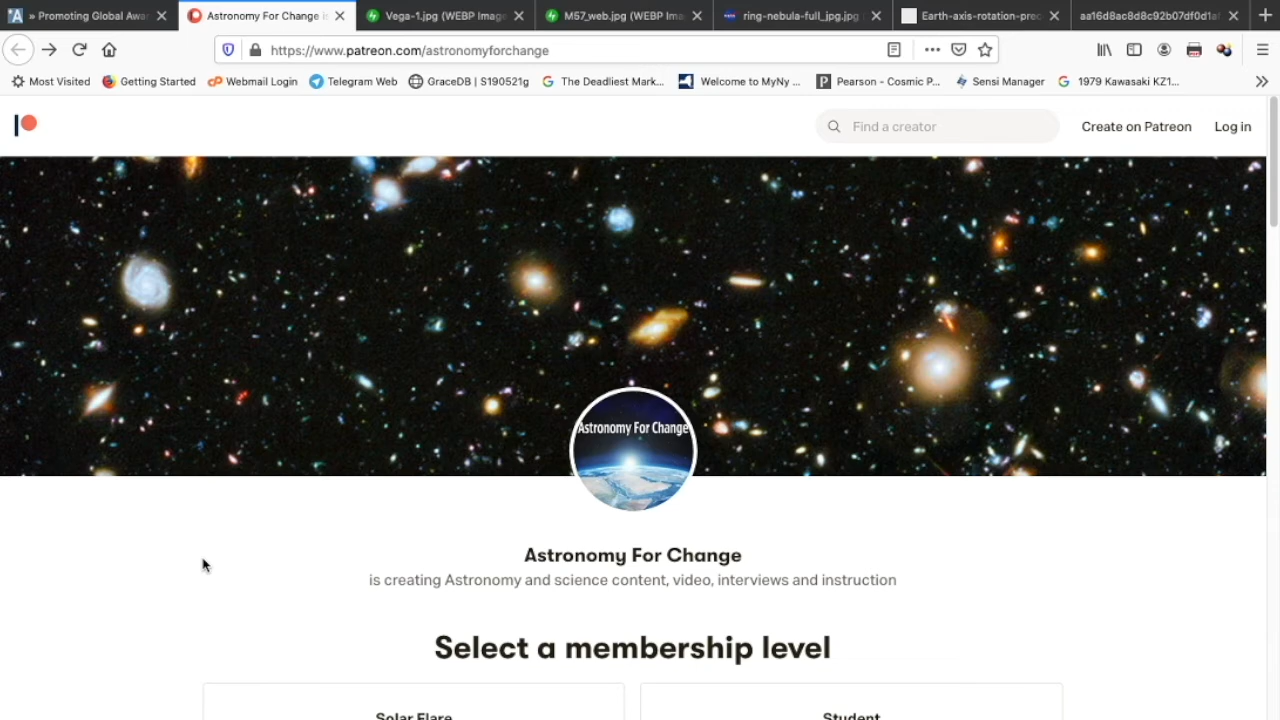 » Promoting Global Awar
Astronomy For Change is
Vega-1.jpg (WEBP Image
M57_web.jpg (WEBP Ima
ring-nebula-full_jpg.jpg
Earth-axis-rotation-prec
aa16d8ac8d8c92b07df0d1a
https://www.patreon.com/astronomyforchange
Most Visited
Getting Started
Webmail Login
Telegram Web
GraceDB | S190521g
The Deadliest Mark...
Welcome to MyNy ...
Pearson - Cosmic P...
Sensi Manager
1979 Kawasaki KZ1...
Find a creator
Create on Patreon
Log in
Astronomy For Change
Astronomy For Change
is creating Astronomy and science content, video, interviews and instruction
Select a membership level
Solar Flare
Student